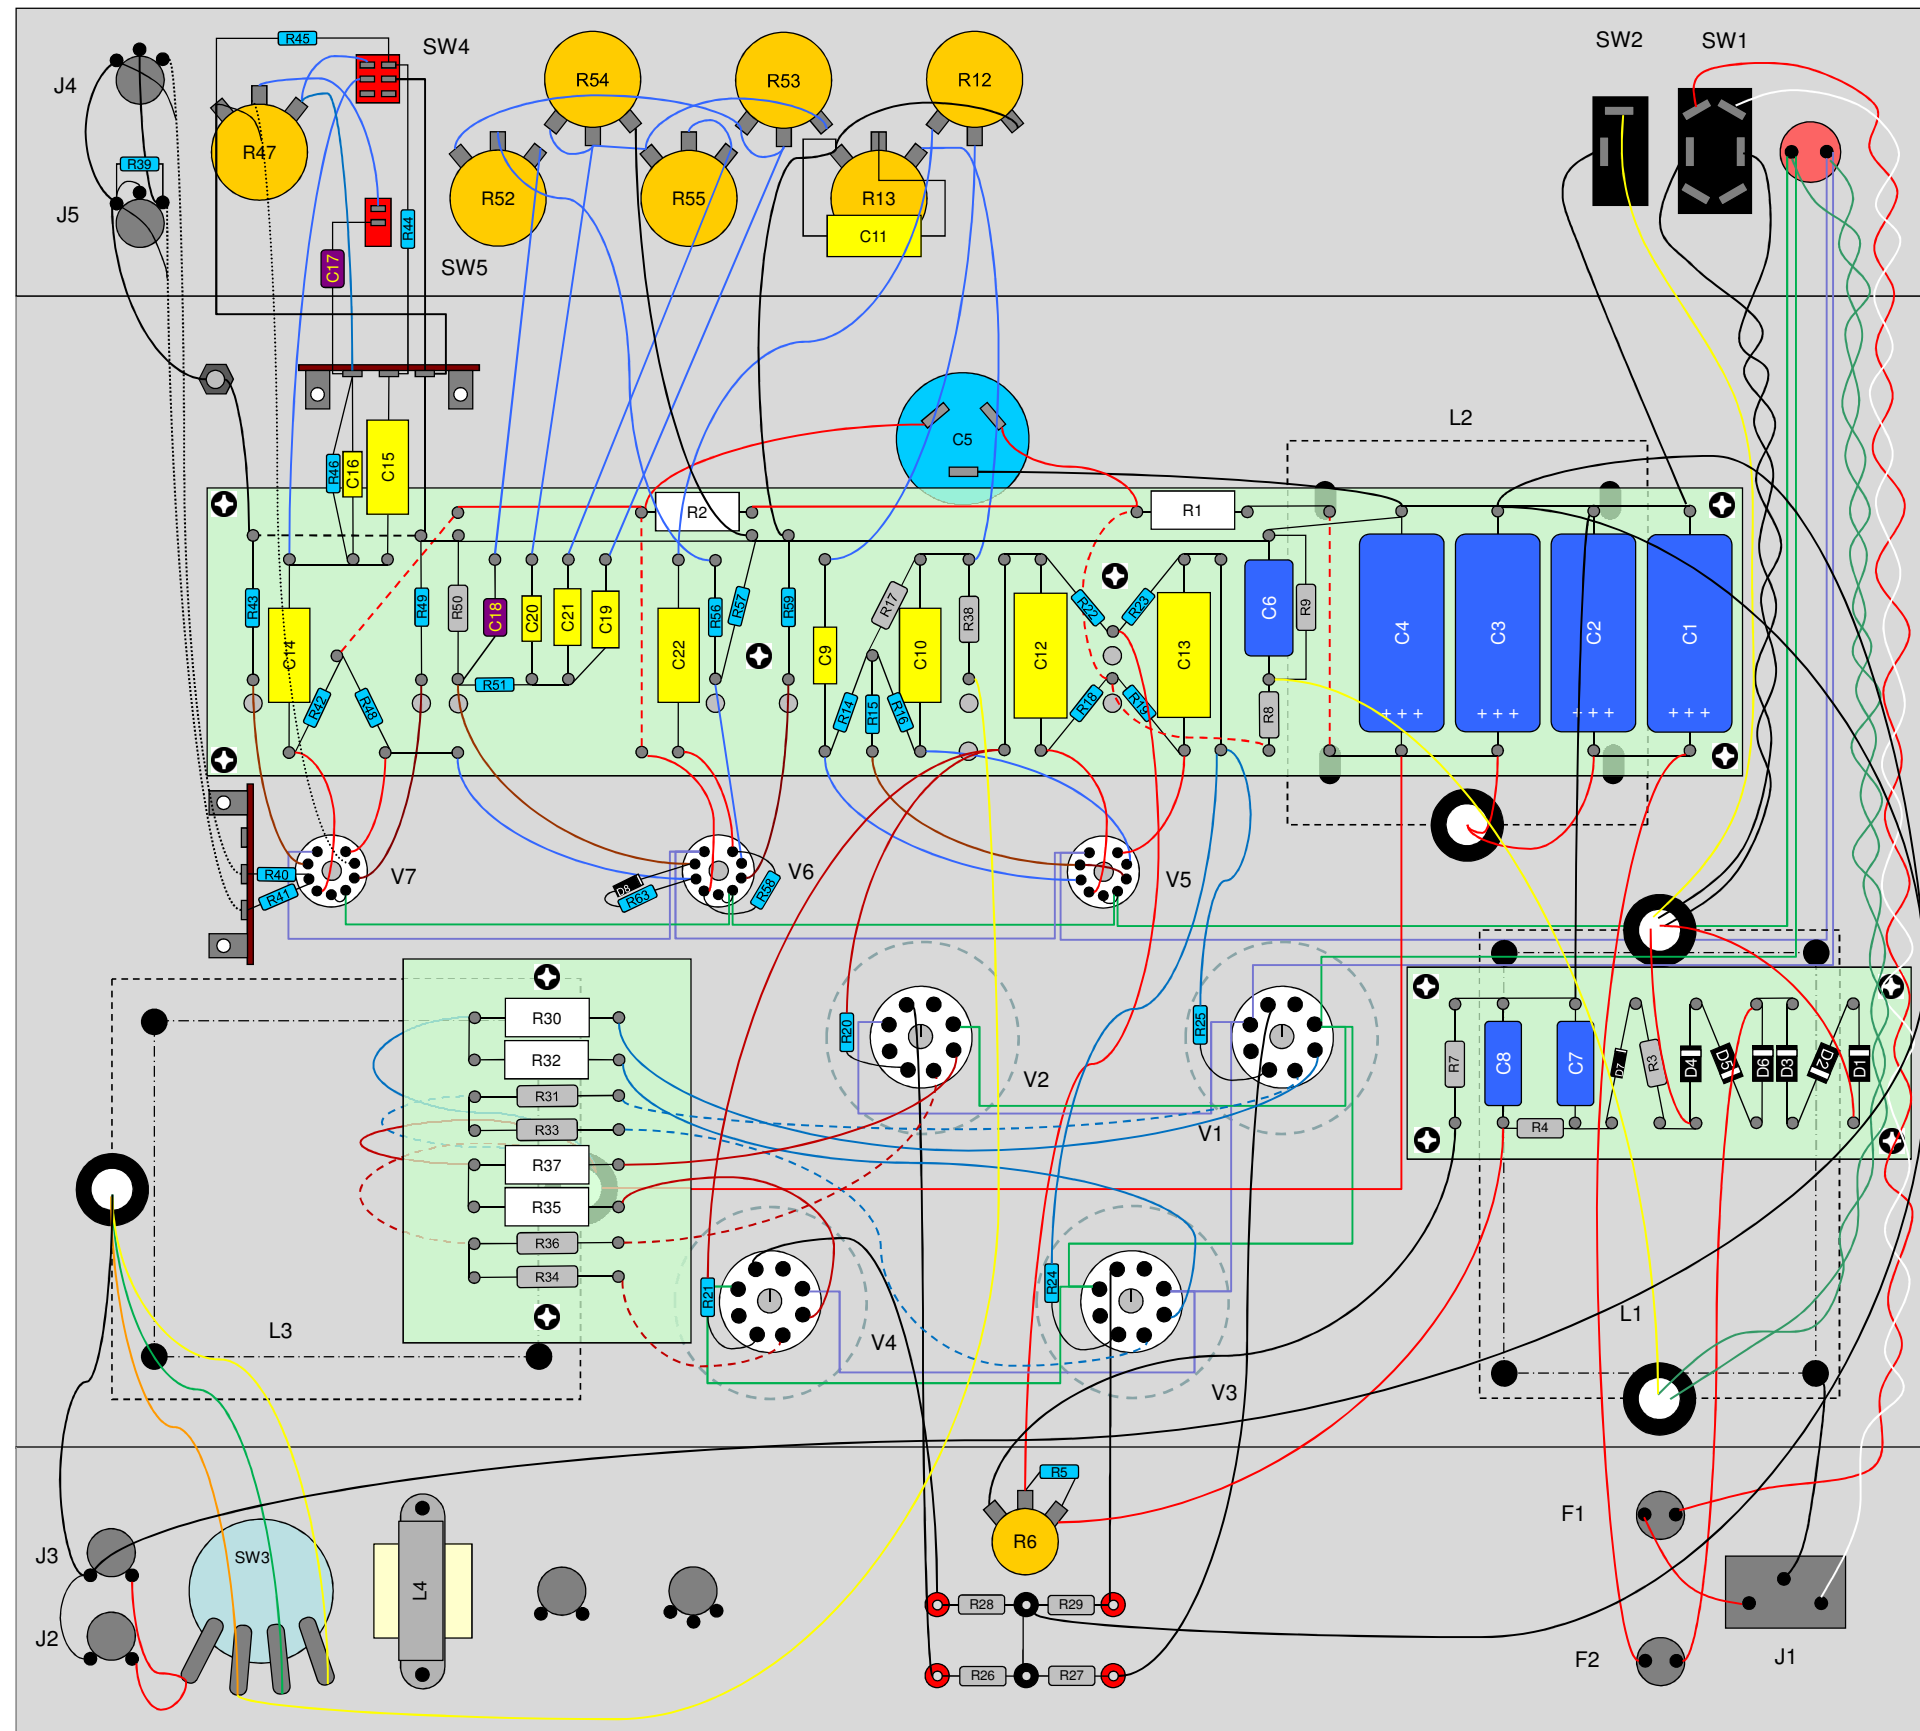 R45
SW4
SW2
SW1
J4
R54
R53
R12
R39
R47
J5
R52
R55
R13
R44
C11
C17
SW5
L2
C5
R46
C16
C15
R2
R1
R43
C14
R49
R50
C18
C20
C21
C19
R56
R57
R59
C22
C9
R17
C10
R38
C12
R22
R23
C13
C6
R9
C4
C3
C2
C1
R42
R48
R51
R14
R15
R16
R18
R19
R8
+ + +
+ + +
+ + +
+ + +
R40
R41
V7
D8
R63
R58
V6
V5
R30
R32
R31
R33
R37
R35
R36
R34
R20
V2
R25
V1
R7
C8
C7
D7
R3
D4
D5
D6
D3
D2
D1
R4
L3
R21
V4
R24
V3
L1
R5
R6
F1
J3
SW3
L4
J2
R28
R29
R26
R27
F2
J1